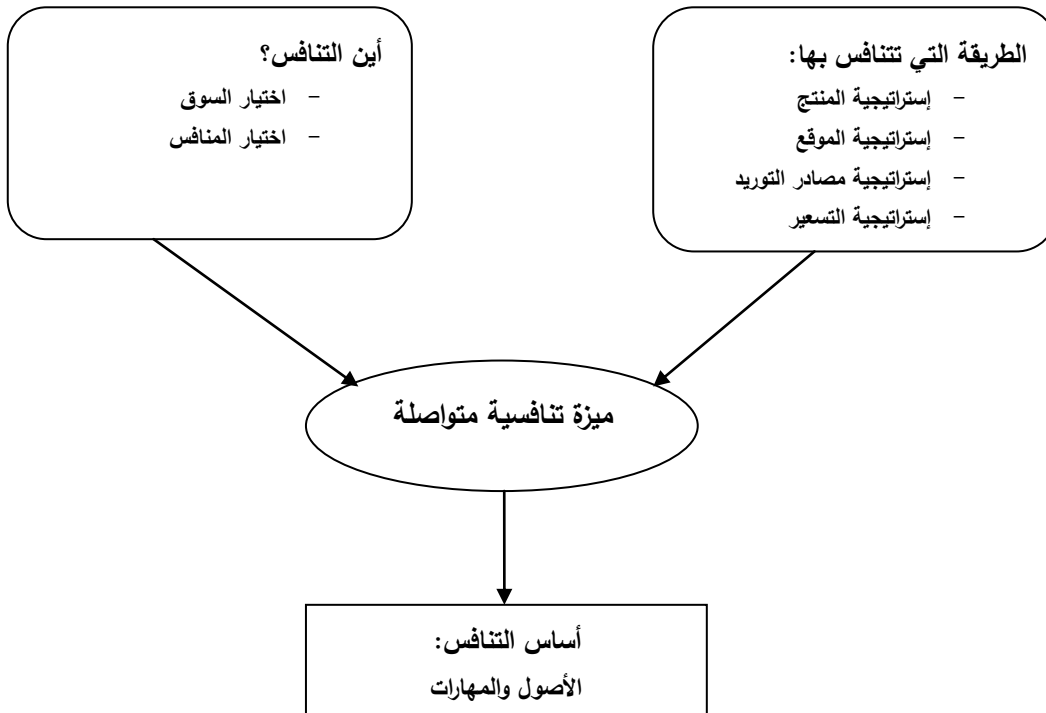 الطريقة التي تتنافس بها:
- إستراتيجية المنتج
- إستراتيجية الموقع
- إستراتيجية مصادر التوريد
- إستراتيجية التسعير
أين التنافس؟
- اختيار السوق
- اختيار المنافس
ميزة تنافسية متواصلة
أساس التنافس:
الأصول والمهارات